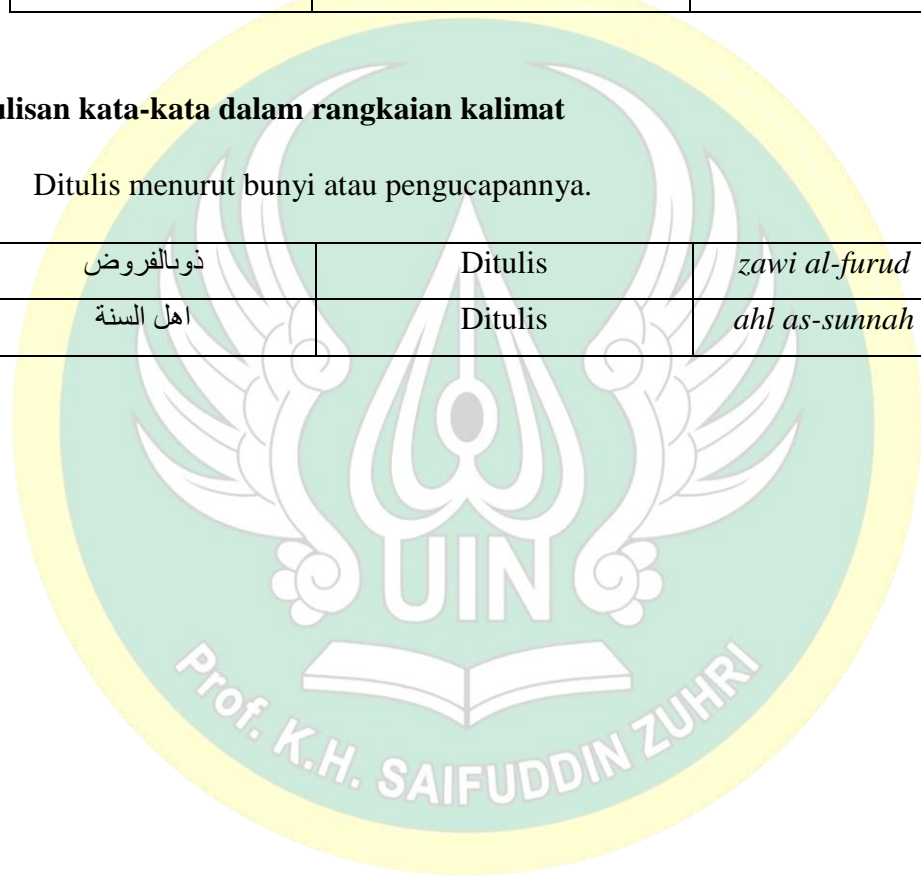 ulisan kata-kata dalam rangkaian kalimat
Ditulis menurut bunyi atau pengucapannya.
ذوىالفروض Ditulis zawi al-furud
اهل السنة Ditulis ahl as-sunnah
UIN
Prof. K.H. SAIFUDDIN ZUHRI